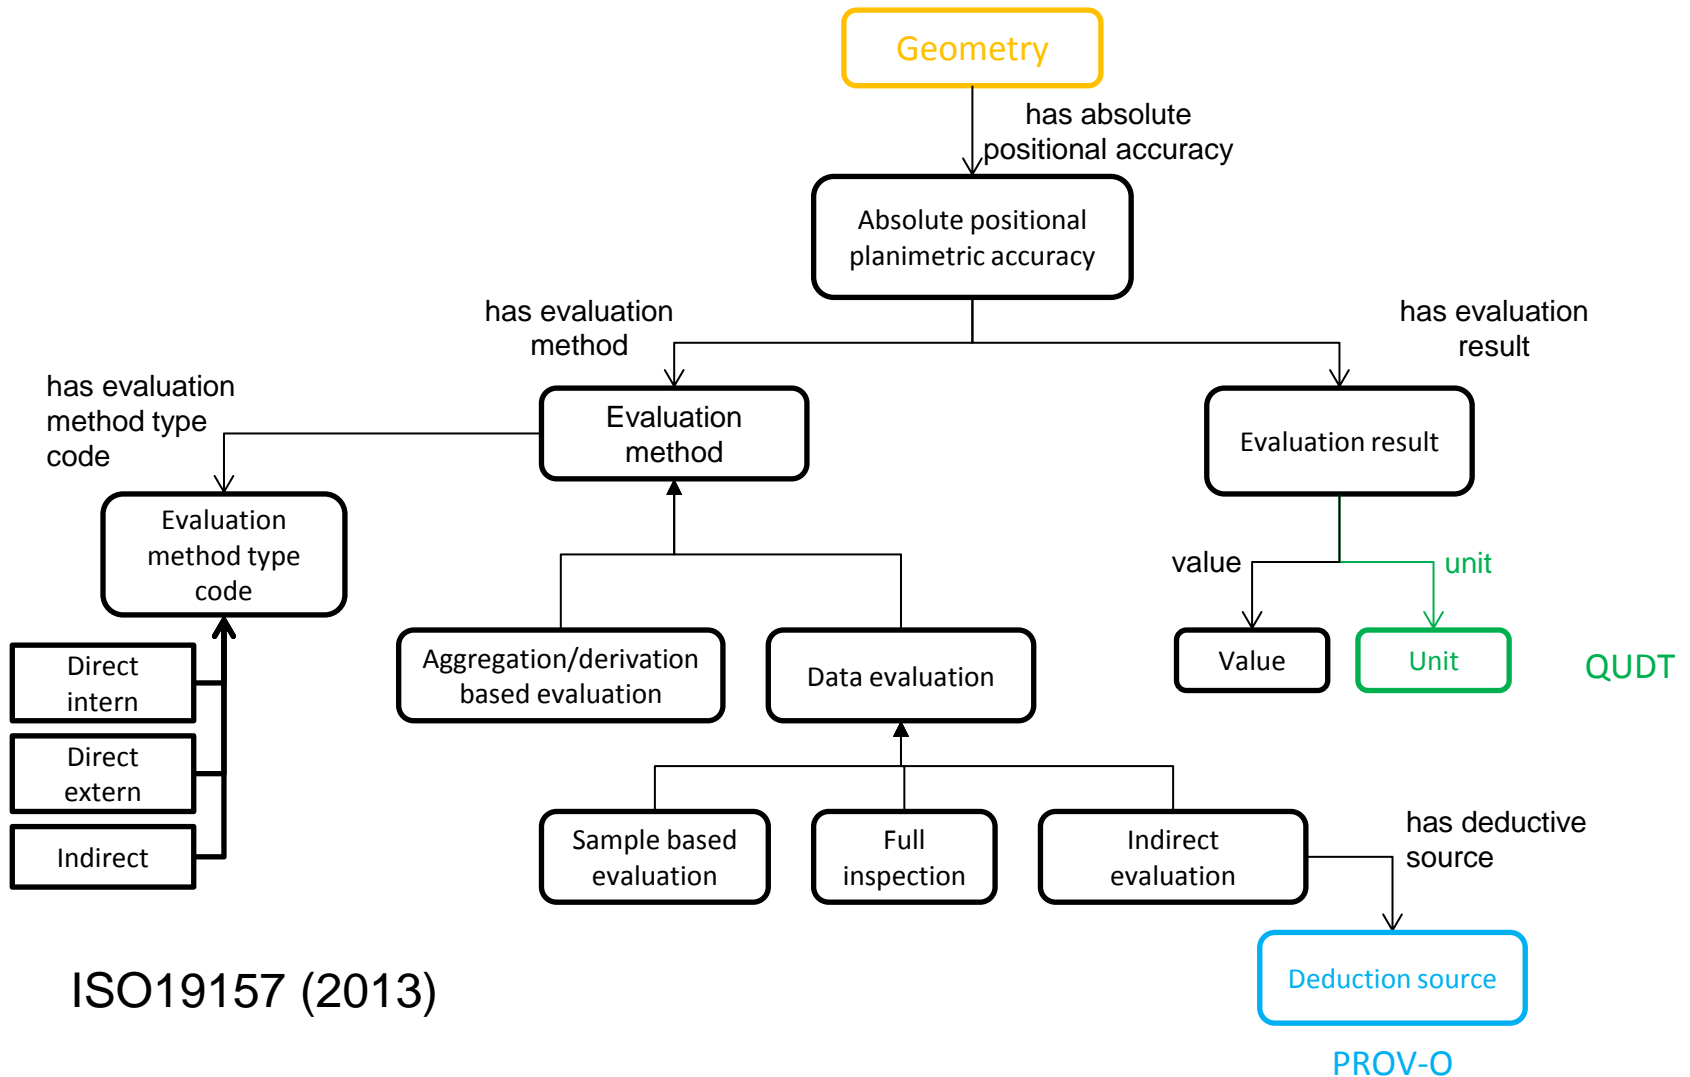 Geometry
has absolute
positional accuracy
Absolute positional
planimetric accuracy
has evaluation
method
has evaluation
result
has evaluation
method type
code
Evaluation
method
Evaluation result
Evaluation
method type
code
value
unit
Direct
intern
Aggregation/derivation
based evaluation
Data evaluation
Value
Unit
QUDT
Direct
extern
Indirect
Sample based
evaluation
Full
inspection
Indirect
evaluation
has deductive
source
Deduction source
ISO19157 (2013)
PROV-O